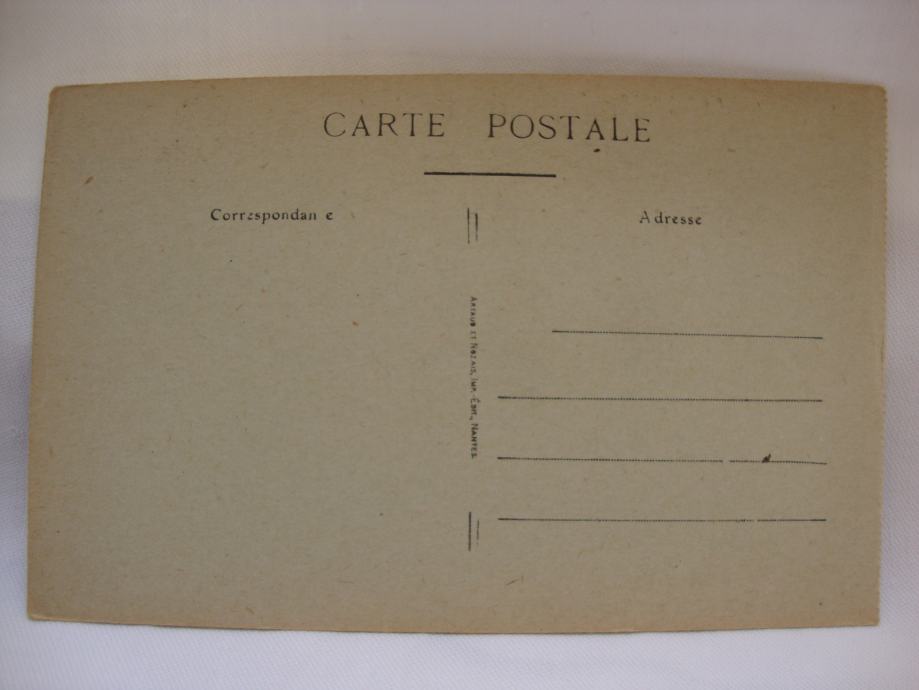 CARTE POSTALE
Correspondan e
Adresse
ARTAUD ET NOZAIS, IMP.-ÉDIT., NANTES